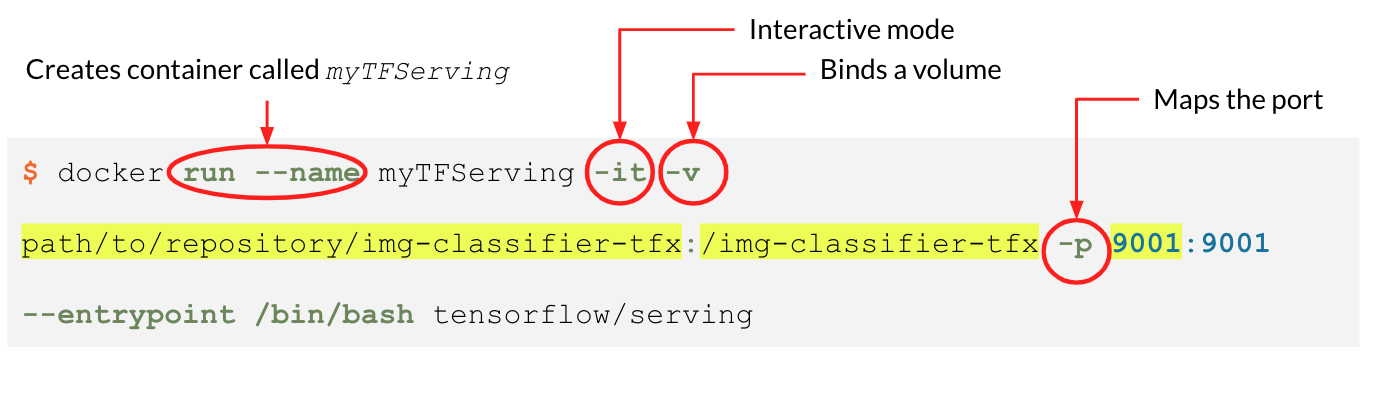 Interactive mode
Creates container called myTFServing
Binds a volume
Maps the port
$ docker run --name myTFServing -it -v
path/to/repository/img-classifier-tfx:/img-classifier-tfx -p 9001:9001
--entrypoint /bin/bash tensorflow/serving